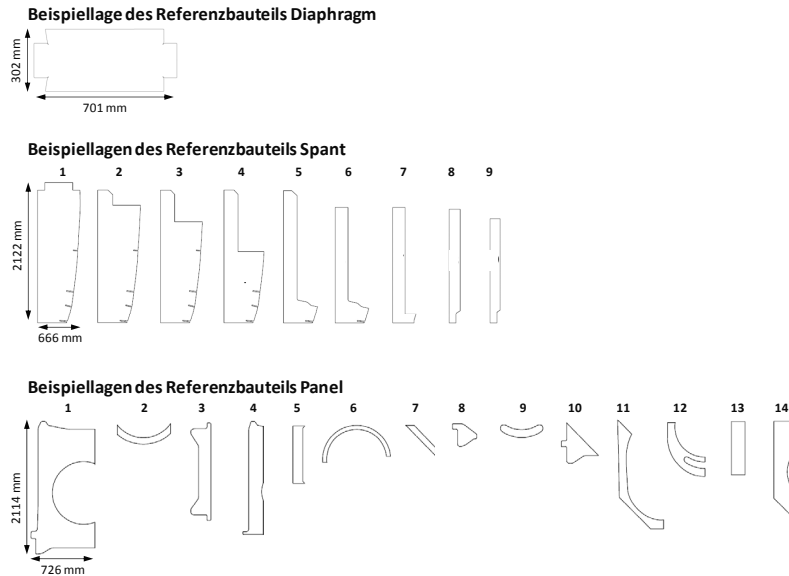 Beispiellage des Referenzbauteils Diaphragm
302 mm
701 mm
Beispiellagen des Referenzbauteils Spant
1 2 3 4 5 6 7 8 9
2122 mm
666 mm
Beispiellagen des Referenzbauteils Panel
1 2 3 4 5 6 7 8 9 10 11 12 13 14
2114 mm
726 mm